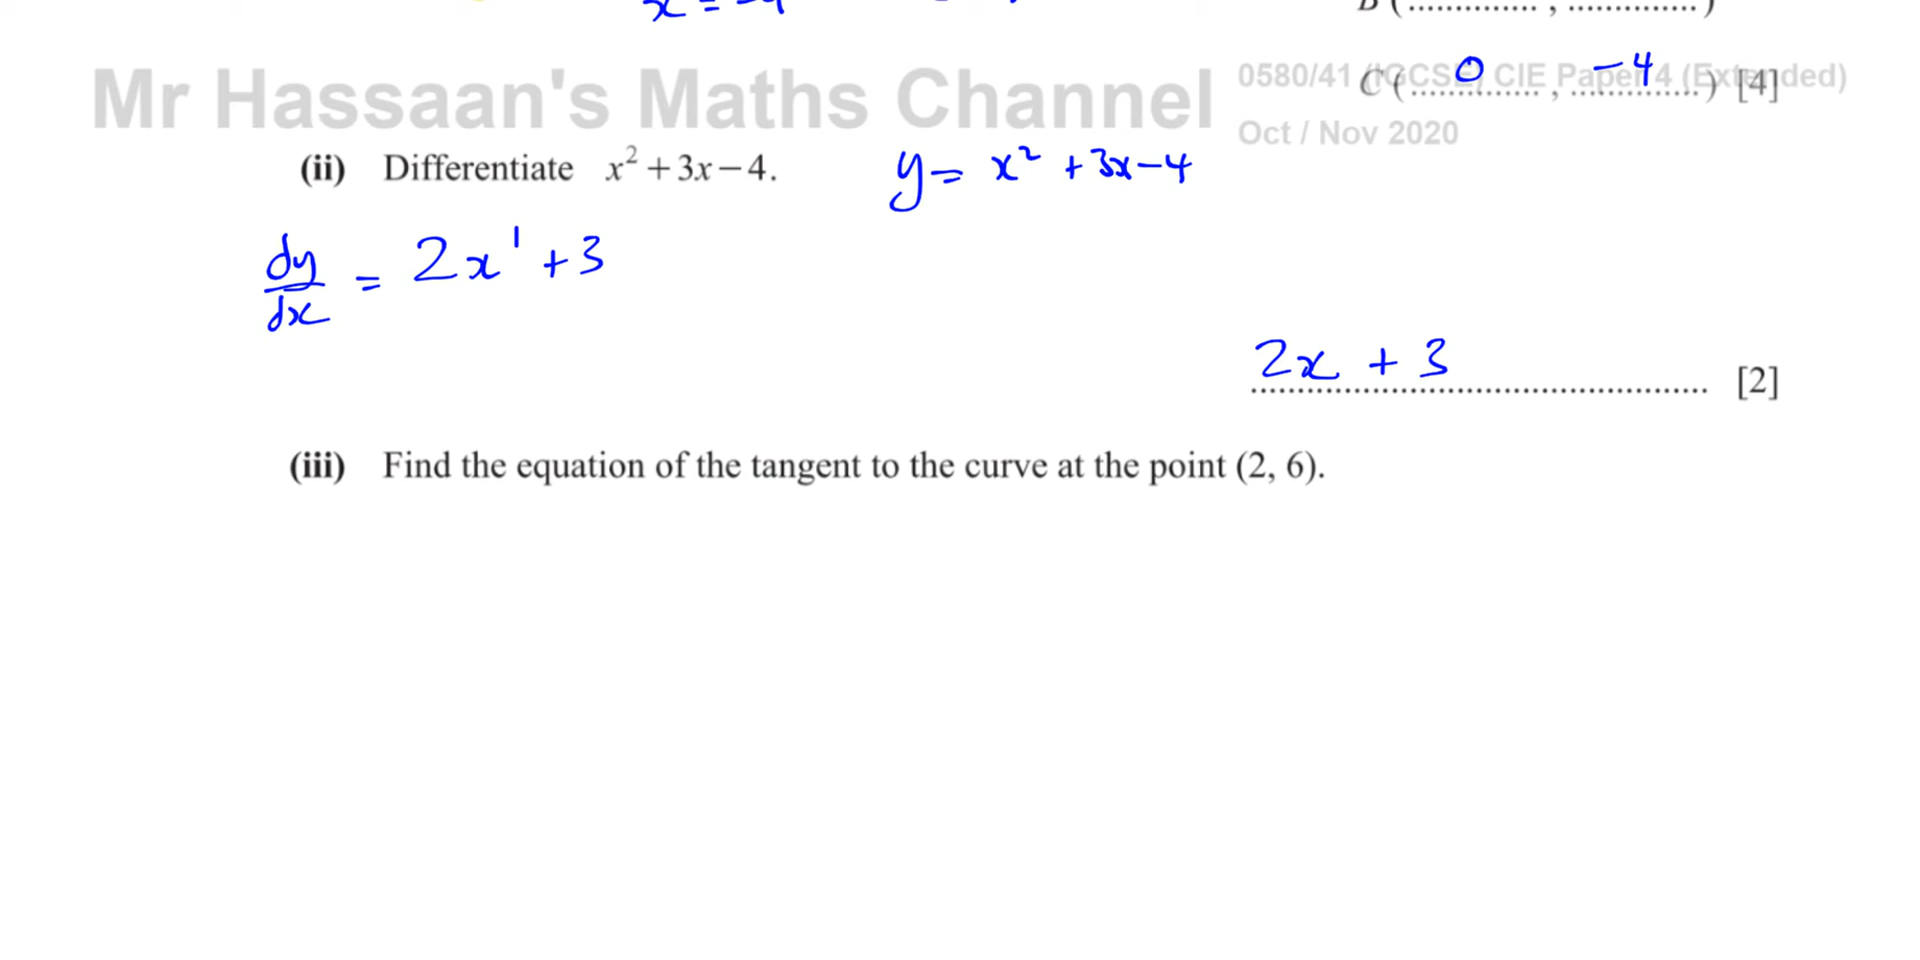 x = -4
B (.............. , ..............)
Mr Hassaan's Maths Channel
0580/41 (IGCSE) CIE Paper 4 (Extended)
Oct / Nov 2020
C (.... 0 .... , .... -4 ....) [4]
(ii) Differentiate x² + 3x − 4.
y = x² + 3x - 4
dy/dx = 2x¹ + 3
2x + 3
.................................................. [2]
(iii) Find the equation of the tangent to the curve at the point (2, 6).